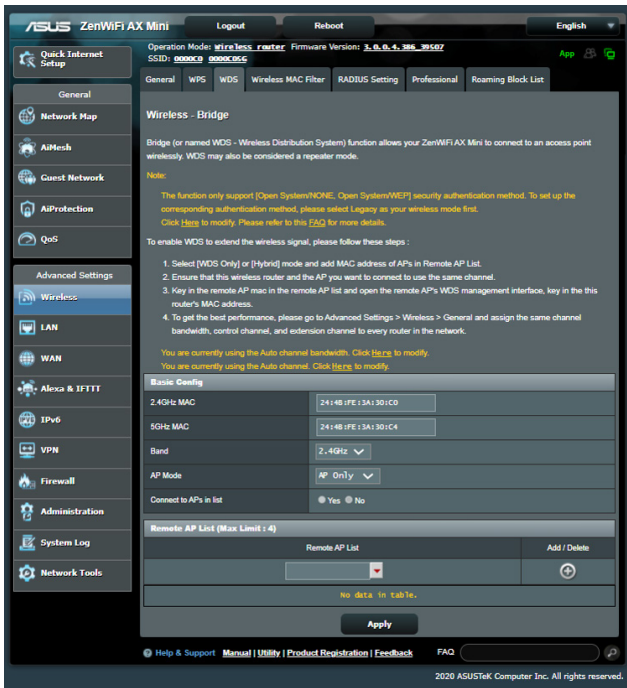 ASUS ZenWiFi AX Mini Logout Reboot English
Operation Mode: Wireless router Firmware Version: 3.0.0.4.386_39507 App
SSID: 0000C0 0000C05G
Quick Internet
Setup
General WPS WDS Wireless MAC Filter RADIUS Setting Professional Roaming Block List
General
Network Map
AiMesh
Guest Network
AiProtection
QoS
Advanced Settings
Wireless
LAN
WAN
Alexa & IFTTT
IPv6
VPN
Firewall
Administration
System Log
Network Tools
Wireless - Bridge
Bridge (or named WDS - Wireless Distribution System) function allows your ZenWiFi AX Mini to connect to an access point
wirelessly. WDS may also be considered a repeater mode.
Note:
The function only support [Open System/NONE, Open System/WEP] security authentication method. To set up the
corresponding authentication method, please select Legacy as your wireless mode
first.
Click Here to modify. Please refer to this FAQ for more details.
To enable WDS to extend the wireless signal, please follow these steps :
1. Select [WDS Only] or [Hybrid] mode and add MAC address of APs in Remote AP
List.
2. Ensure that this wireless router and the AP you want to connect to
use the same channel.
3. Key in the remote AP mac in the remote AP list and open the remote AP's WDS
management interface, key in the this
router's MAC address.
4. To get the best performance, please go to Advanced Settings > Wireless > General and assign the same channel
bandwidth, control channel, and extension channel to every router in the network.
You are currently using the Auto channel bandwidth. Click Here to modify.
You are currently using the Auto channel. Click Here to modify.
Basic Config
2.4GHz MAC 24:4B:FE:3A:30:C0
5GHz MAC 24:4B:FE:3A:30:C4
Band 2.4GHz
AP Mode AP Only
Connect to APs in list Yes No
Remote AP List (Max Limit : 4)
Remote AP List Add / Delete
No data in table.
Apply
Help & Support Manual | Utility | Product Registration | Feedback FAQ
2020 ASUSTeK Computer Inc. All rights reserved.